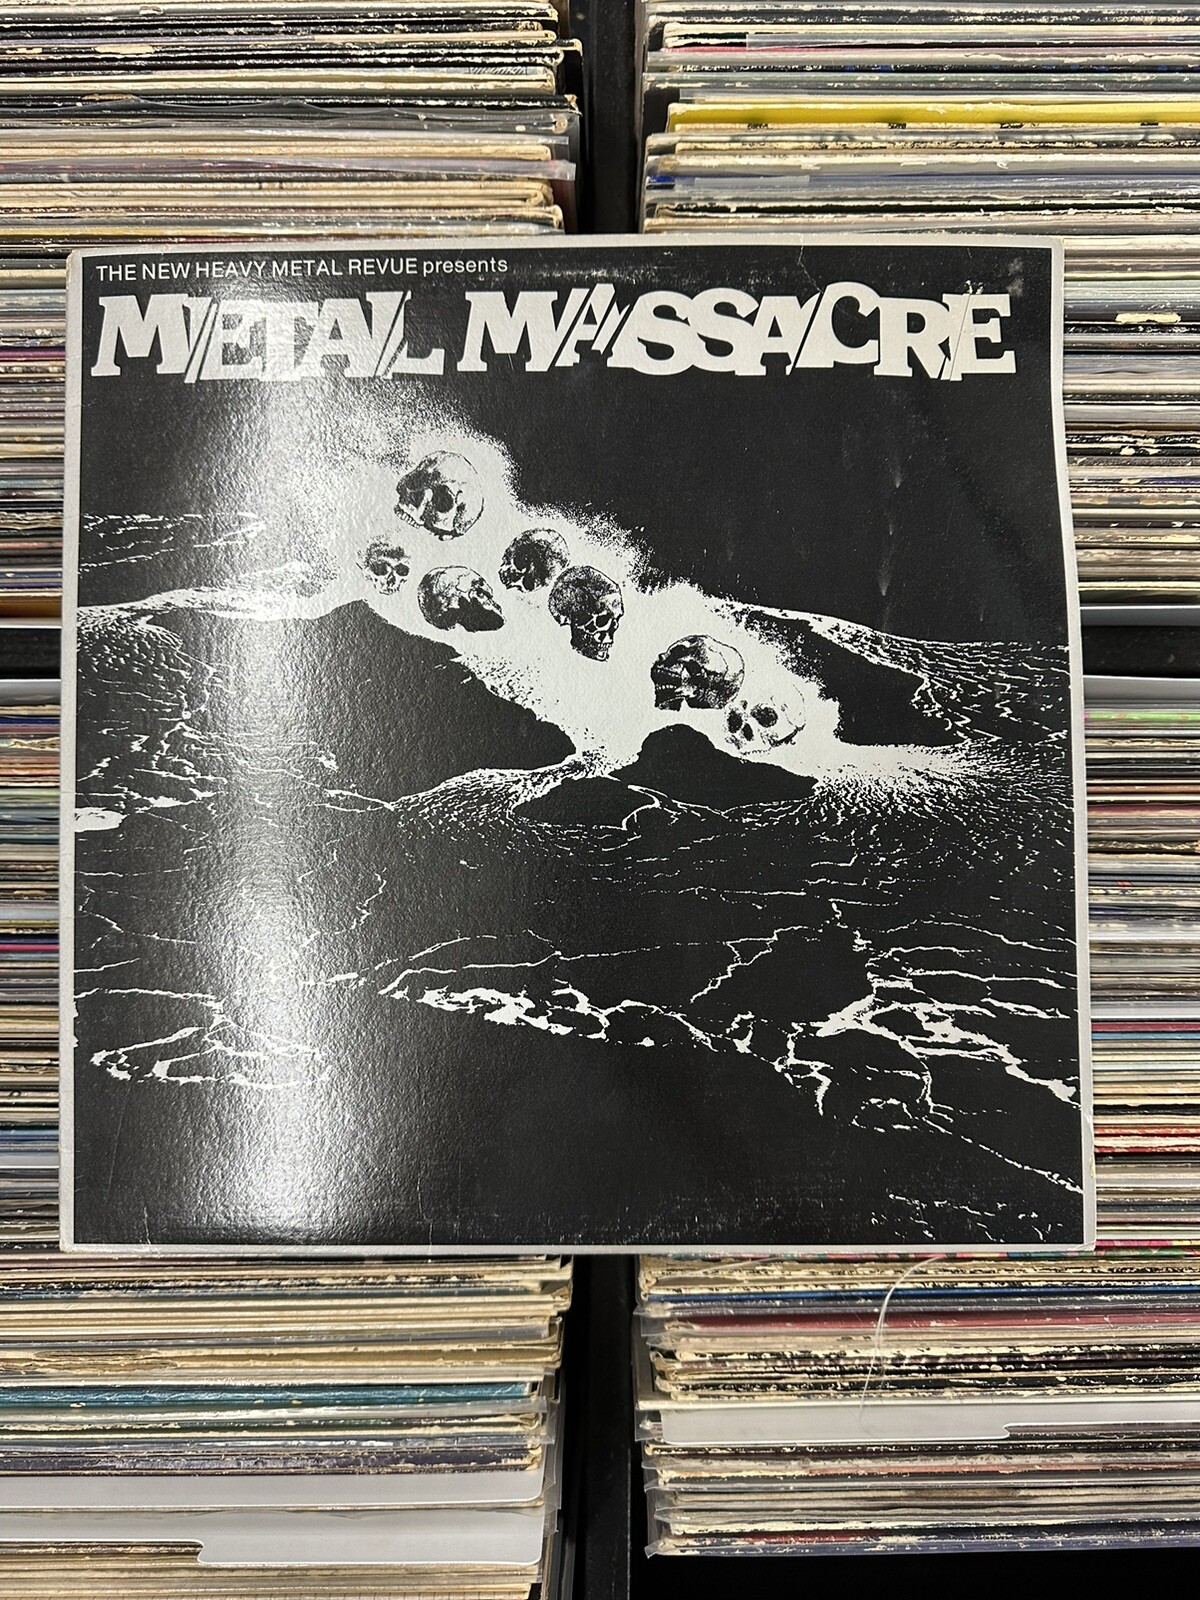 THE NEW HEAVY METAL REVUE presents
METAL MASSACRE